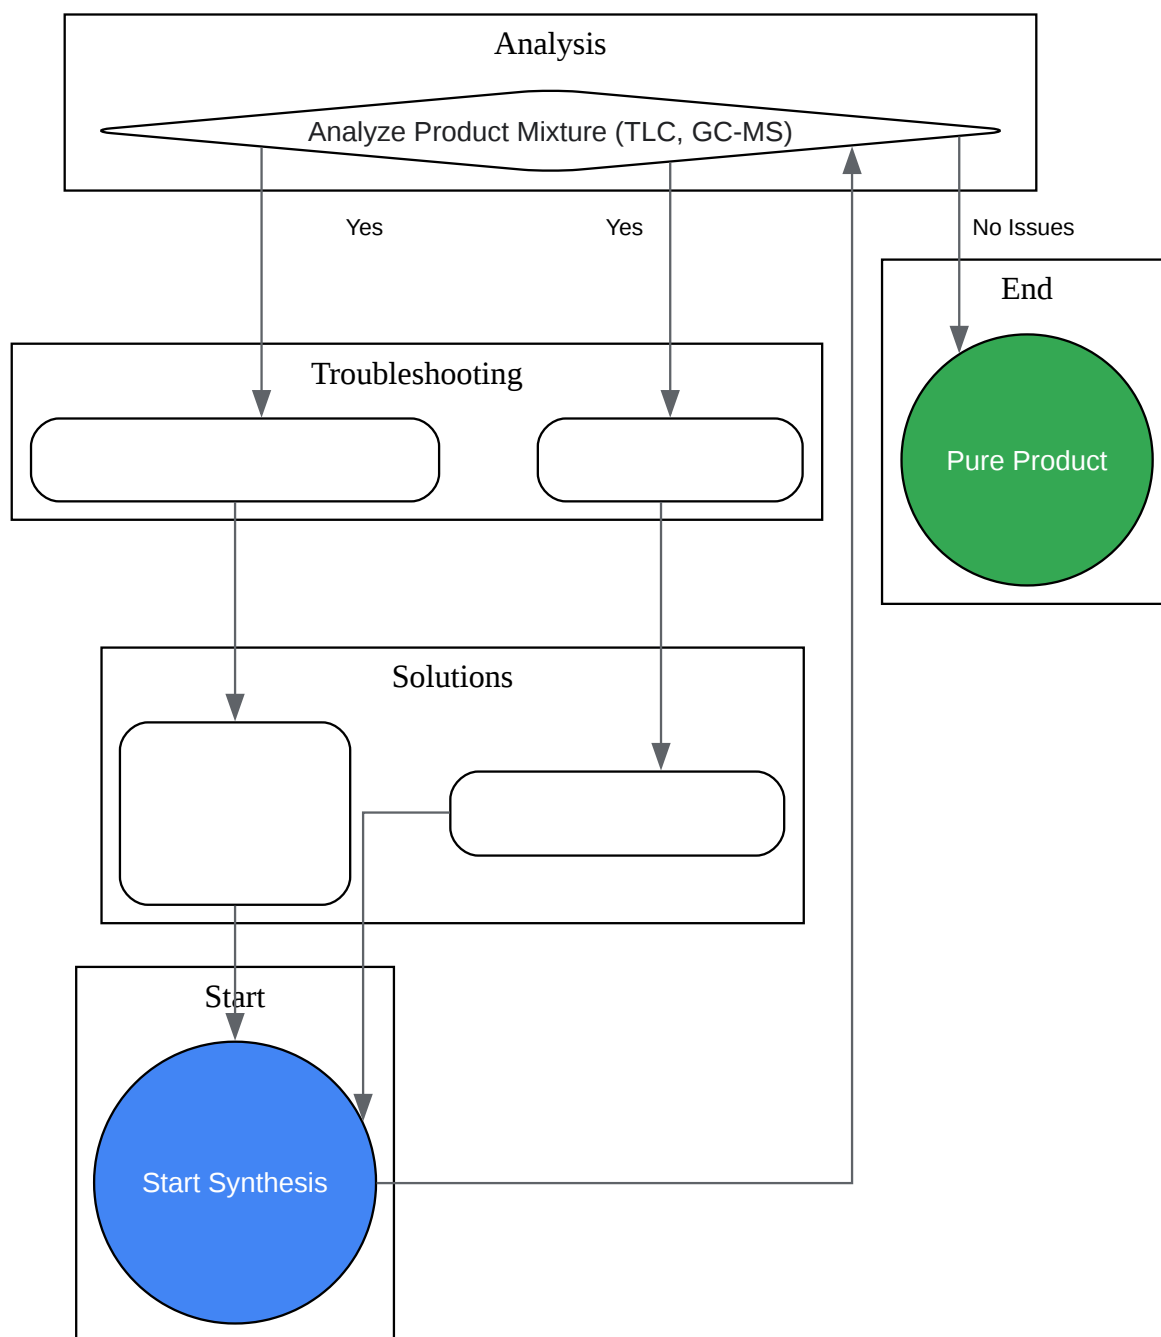 Analysis
Analyze Product Mixture (TLC, GC-MS)
Yes
Yes
No Issues
End
Troubleshooting
Pure Product
Solutions
Start
Start Synthesis